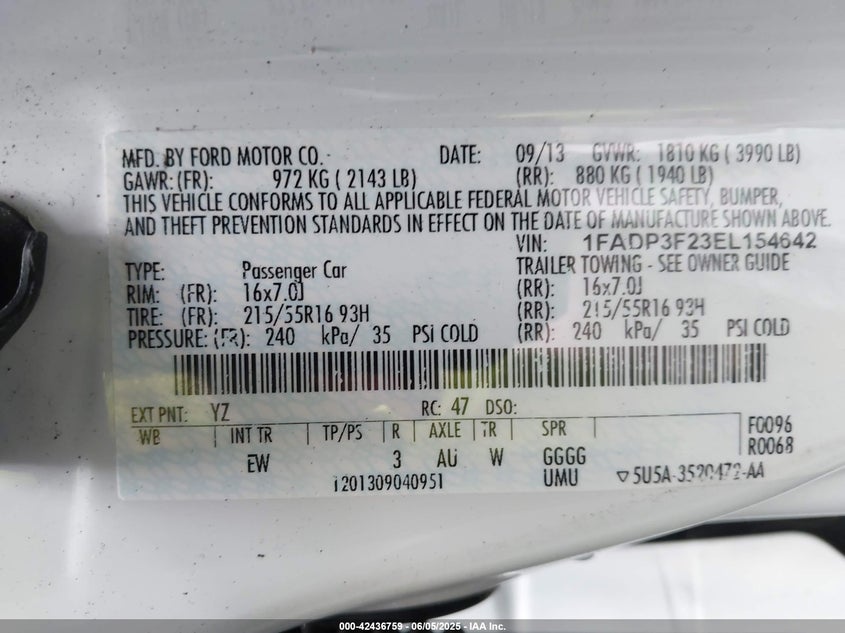 MFD. BY FORD MOTOR CO.- DATE: 09/13 GVWR: 1810 KG ( 3990 LB)
GAWR:(FR): 972 KG ( 2143 LB) (RR): 880 KG ( 1940 LB)
THIS VEHICLE CONFORMS TO ALL APPLICABLE FEDERAL MOTOR VEHICLE SAFETY, BUMPER,
AND THEFT PREVENTION STANDARDS IN EFFECT ON THE DATE OF MANUFACTURE SHOWN ABOVE.
VIN: 1FADP3F23EL154642
TYPE: Passenger Car TRAILER TOWING - SEE OWNER GUIDE
RIM: (FR): 16x7.0J (RR): 16x7.0J
TIRE: (FR): 215/55R16 93H (RR): 215/55R16 93H
PRESSURE: (FR): 240 kPa/ 35 PSI COLD (RR): 240 kPa/ 35 PSI COLD
EXT PNT: YZ RC: 47 DSO:
WB INT TR TP/PS R AXLE TR SPR F0096
EW 3 AU W GGGG R0068
i201309040951 UMU ▽5U5A-3520472-AA
000-42436759 - 06/05/2025 - IAA Inc.